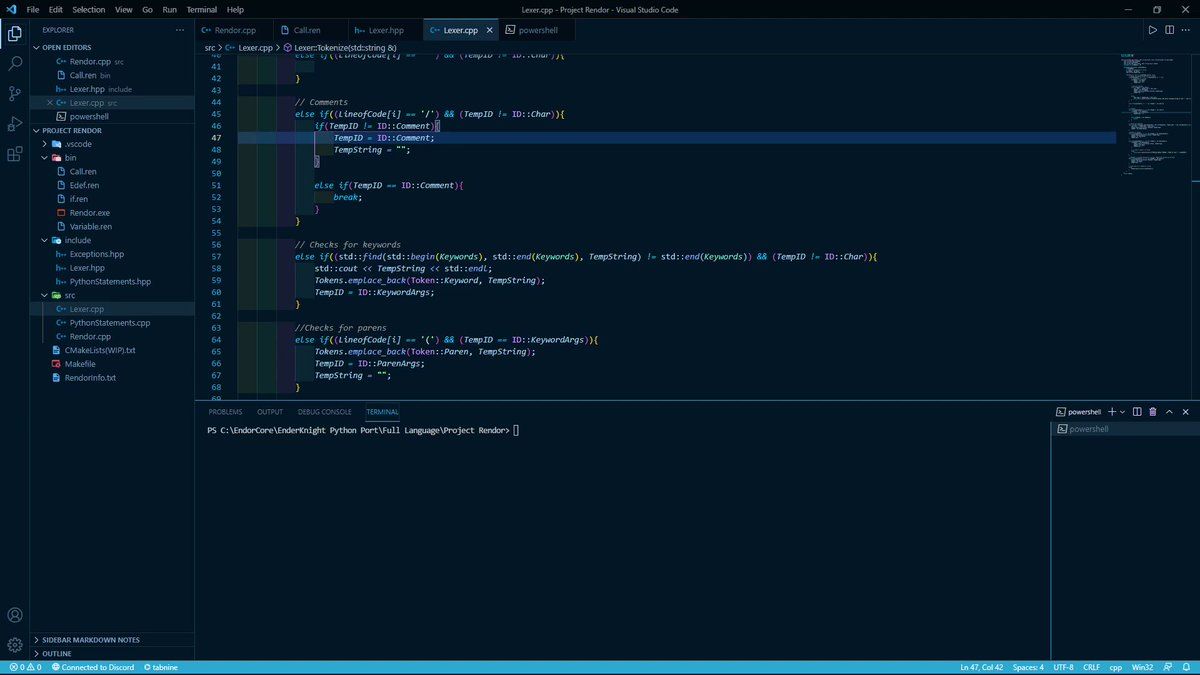 File Edit Selection View Go Run Terminal Help
Lexer.cpp - Project Rendor - Visual Studio Code
EXPLORER
OPEN EDITORS
Rendor.cpp src
Call.ren bin
Lexer.hpp include
Lexer.cpp src
powershell
PROJECT RENDOR
.vscode
bin
Call.ren
Edef.ren
if.ren
Rendor.exe
Variable.ren
include
Exceptions.hpp
Lexer.hpp
PythonStatements.hpp
src
Lexer.cpp
PythonStatements.cpp
Rendor.cpp
CMakeLists(WIP).txt
Makefile
RendorInfo.txt
SIDEBAR MARKDOWN NOTES
OUTLINE
Rendor.cpp Call.ren Lexer.hpp Lexer.cpp powershell
src > Lexer.cpp > Lexer::Tokenize(std::string &)
41
42 }
43
44 // Comments
45 else if((LineofCode[i] == '/') && (TempID != ID::Char)){
46 if(TempID != ID::Comment){
47 TempID = ID::Comment;
48 TempString = "";
49 }
50
51 else if(TempID == ID::Comment){
52 break;
53 }
54 }
55
56 // Checks for keywords
57 else if((std::find(std::begin(Keywords), std::end(Keywords), TempString) != std::end(Keywords)) && (TempID != ID::Char)){
58 std::cout << TempString << std::endl;
59 Tokens.emplace_back(Token::Keyword, TempString);
60 TempID = ID::KeywordArgs;
61 }
62
63 //Checks for parens
64 else if((LineofCode[i] == '(') && (TempID == ID::KeywordArgs)){
65 Tokens.emplace_back(Token::Paren, TempString);
66 TempID = ID::ParenArgs;
67 TempString = "";
68 }
69
PROBLEMS OUTPUT DEBUG CONSOLE TERMINAL
powershell
PS C:\EndorCore\EnderKnight Python Port\Full Language\Project Rendor>
powershell
0 0 Connected to Discord tabnine
Ln 47, Col 42 Spaces: 4 UTF-8 CRLF cpp Win32